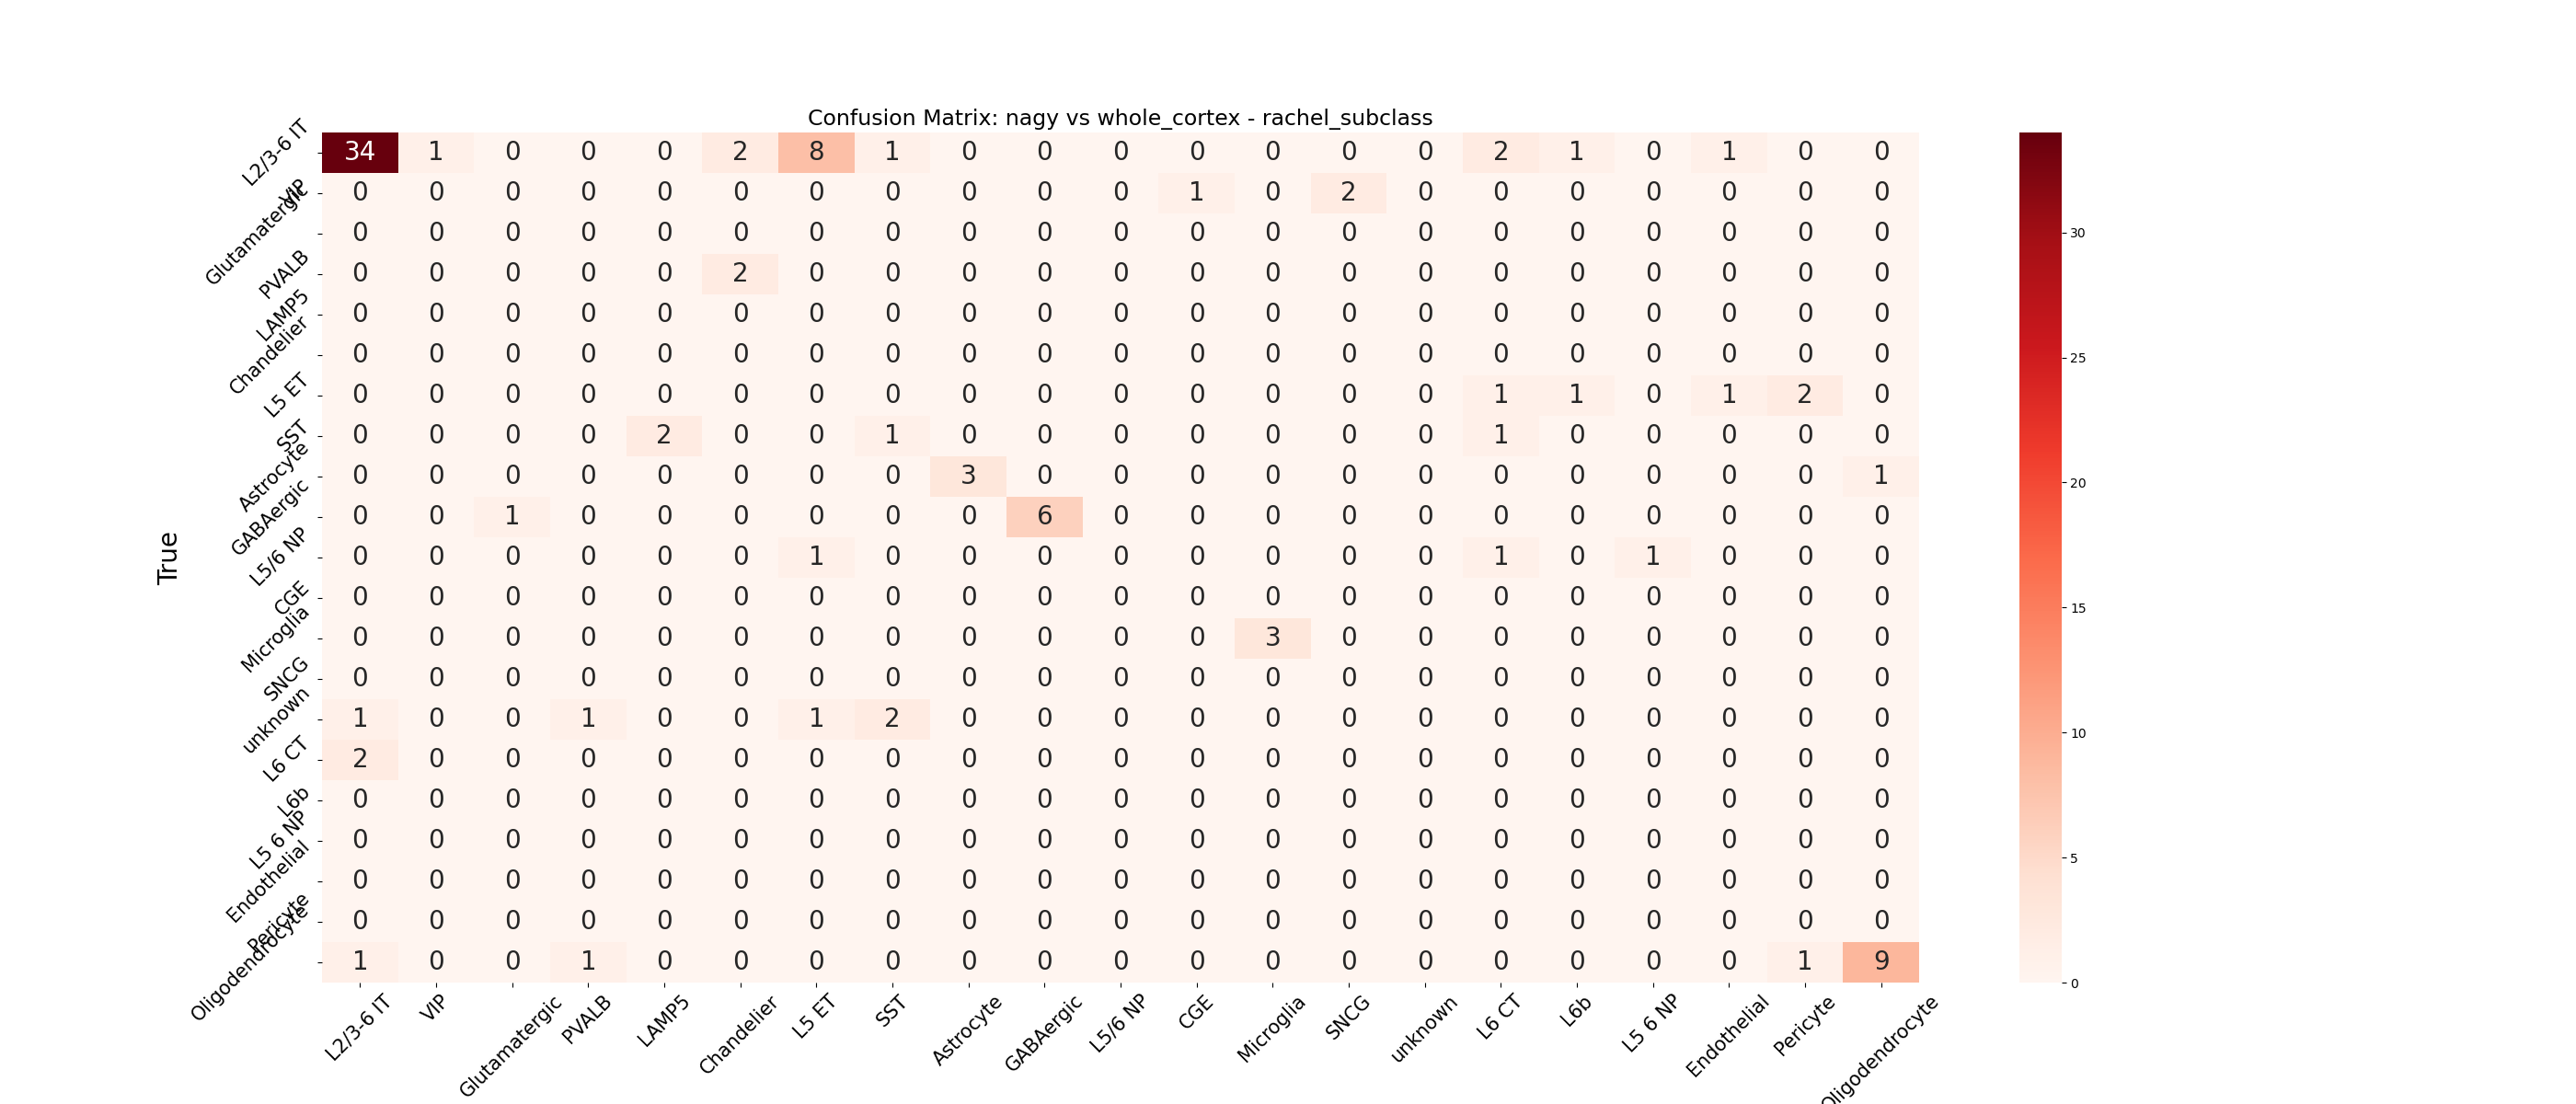 Confusion Matrix: nagy vs whole_cortex - rachel_subclass
L2/3-6 IT 34 1 0 0 0 2 8 1 0 0 0 0 0 0 0 2 1 0 1 0 0
VIP 0 0 0 0 0 0 0 0 0 0 0 1 0 2 0 0 0 0 0 0 0
Glutamatergic 0 0 0 0 0 0 0 0 0 0 0 0 0 0 0 0 0 0 0 0 0
PVALB 0 0 0 0 0 2 0 0 0 0 0 0 0 0 0 0 0 0 0 0 0
LAMP5 0 0 0 0 0 0 0 0 0 0 0 0 0 0 0 0 0 0 0 0 0
Chandelier 0 0 0 0 0 0 0 0 0 0 0 0 0 0 0 0 0 0 0 0 0
L5 ET 0 0 0 0 0 0 0 0 0 0 0 0 0 0 0 1 1 0 1 2 0
SST 0 0 0 0 2 0 0 1 0 0 0 0 0 0 0 1 0 0 0 0 0
Astrocyte 0 0 0 0 0 0 0 0 3 0 0 0 0 0 0 0 0 0 0 0 1
GABAergic 0 0 1 0 0 0 0 0 0 6 0 0 0 0 0 0 0 0 0 0 0
L5/6 NP 0 0 0 0 0 0 1 0 0 0 0 0 0 0 0 1 0 1 0 0 0
CGE 0 0 0 0 0 0 0 0 0 0 0 0 0 0 0 0 0 0 0 0 0
Microglia 0 0 0 0 0 0 0 0 0 0 0 0 3 0 0 0 0 0 0 0 0
SNCG 0 0 0 0 0 0 0 0 0 0 0 0 0 0 0 0 0 0 0 0 0
unknown 1 0 0 1 0 0 1 2 0 0 0 0 0 0 0 0 0 0 0 0 0
L6 CT 2 0 0 0 0 0 0 0 0 0 0 0 0 0 0 0 0 0 0 0 0
L6b 0 0 0 0 0 0 0 0 0 0 0 0 0 0 0 0 0 0 0 0 0
L5 6 NP 0 0 0 0 0 0 0 0 0 0 0 0 0 0 0 0 0 0 0 0 0
Endothelial 0 0 0 0 0 0 0 0 0 0 0 0 0 0 0 0 0 0 0 0 0
Pericyte 0 0 0 0 0 0 0 0 0 0 0 0 0 0 0 0 0 0 0 0 0
Oligodendrocyte 1 0 0 1 0 0 0 0 0 0 0 0 0 0 0 0 0 0 0 1 9
True
L2/3-6 IT VIP Glutamatergic PVALB LAMP5 Chandelier L5 ET SST Astrocyte GABAergic L5/6 NP CGE Microglia SNCG unknown L6 CT L6b L5 6 NP Endothelial Pericyte Oligodendrocyte
30
25
20
15
10
5
0